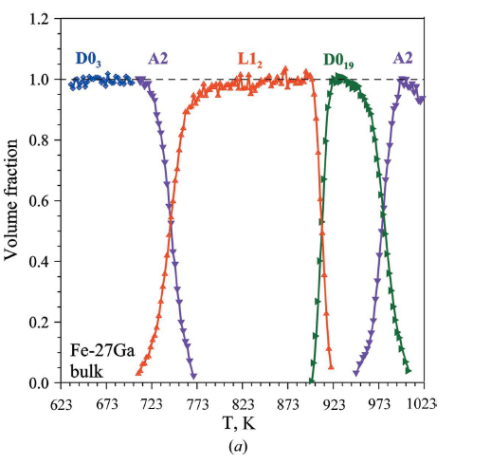 1.2
D0₃ A2 L1₂ D0₁₉ A2
1.0
0.8
Volume fraction
0.6
0.4
0.2
Fe-27Ga
bulk
0.0
623 673 723 773 823 873 923 973 1023
T, K
(a)